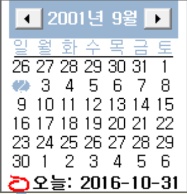 2001년 9월
일 월 화 수 목 금 토
26 27 28 29 30 31 1
2 3 4 5 6 7 8
9 10 11 12 13 14 15
16 17 18 19 20 21 22
23 24 25 26 27 28 29
30 1 2 3 4 5 6
오늘: 2016-10-31